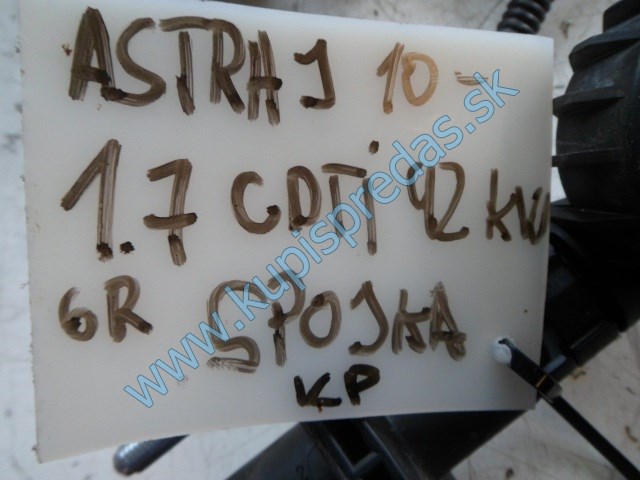 ASTRA J 10-
1.7 CDTi 92 kW
6R SPOJKA
KP
www.kupispredas.sk